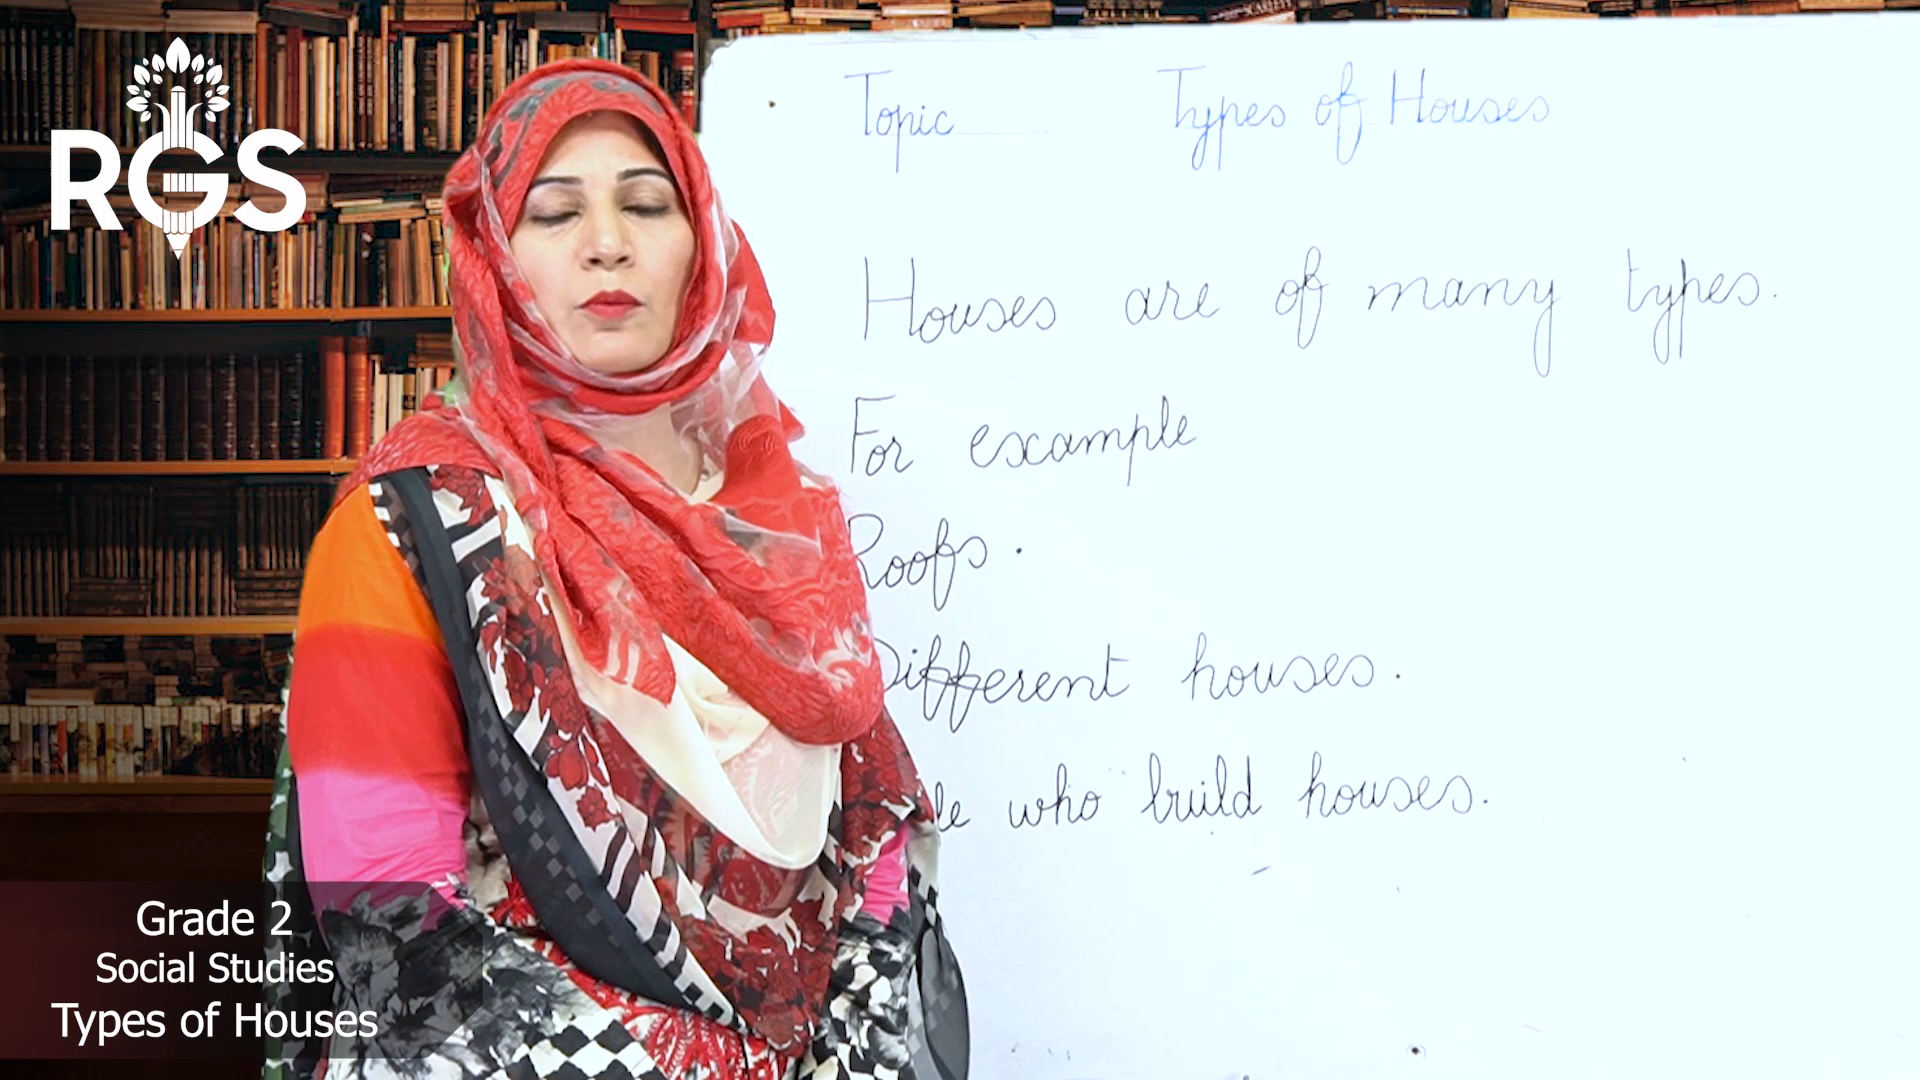 RGS
Topic Types of Houses
Houses are of many types.
For example
Roofs.
Different houses.
who build houses.
Grade 2
Social Studies
Types of Houses